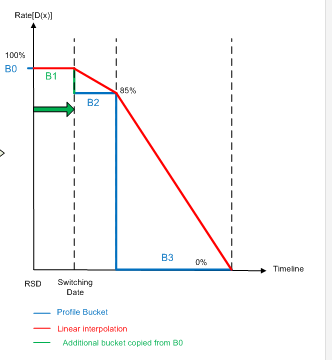 Rate[D(x)]
100%
B0
B1
85%
B2
B3
0%
Timeline
RSD
Switching
Date
Profile Bucket
Linear interpolation
Additional bucket copied from B0